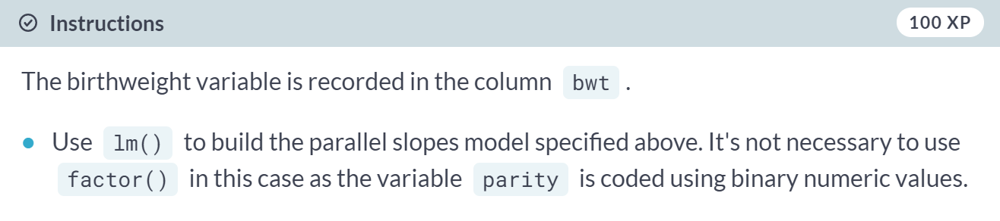 Instructions
100 XP
The birthweight variable is recorded in the column bwt .
Use lm() to build the parallel slopes model specified above. It's not necessary to use
factor() in this case as the variable parity is coded using binary numeric values.